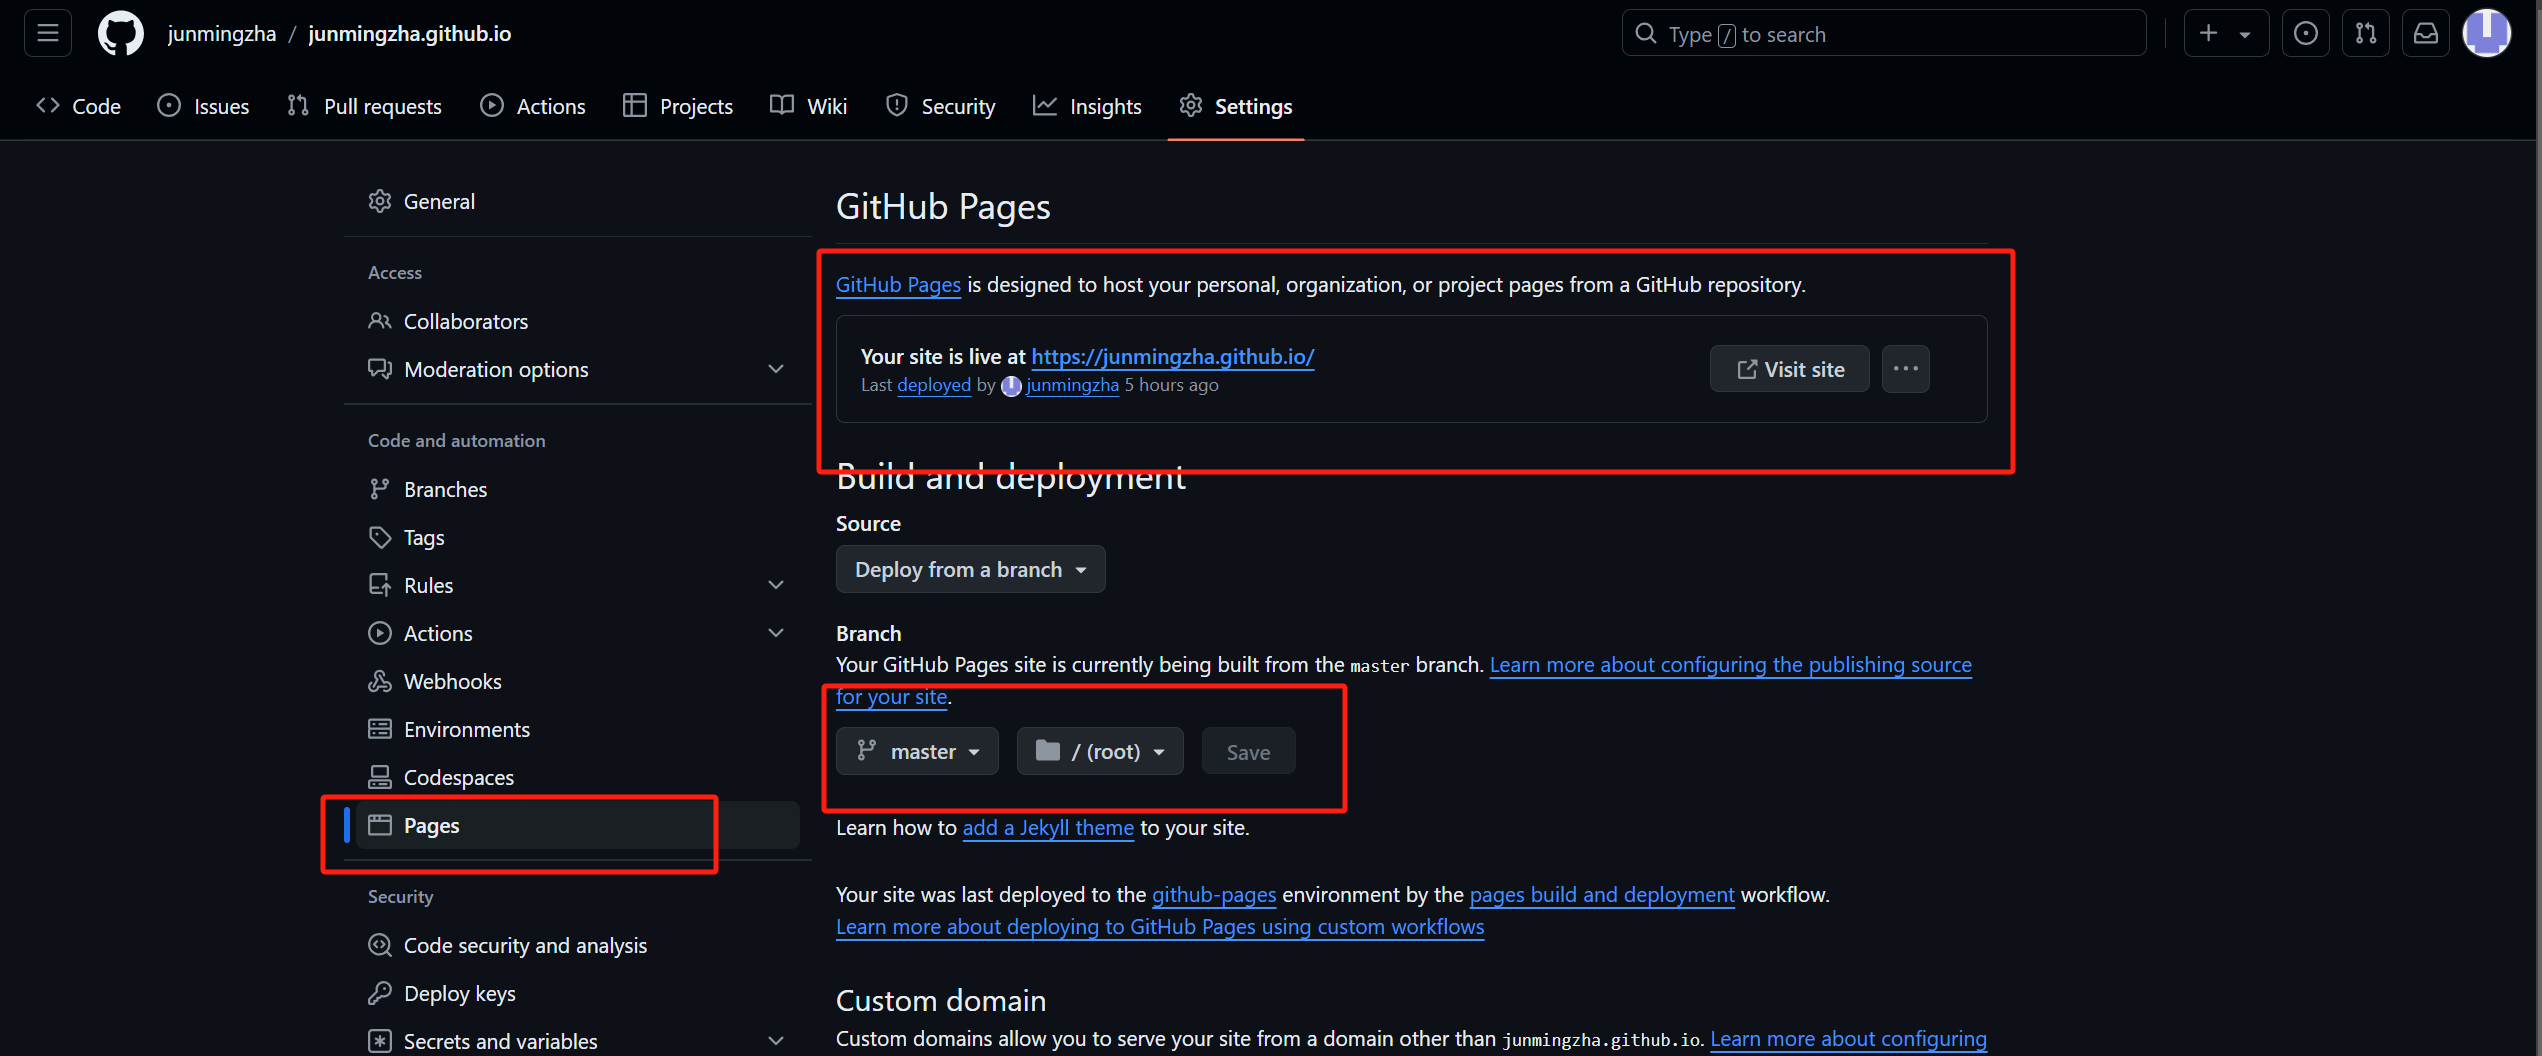 junmingzha / junmingzha.github.io
Type / to search
Code Issues Pull requests Actions Projects Wiki Security Insights Settings
General
Access
Collaborators
Moderation options
Code and automation
Branches
Tags
Rules
Actions
Webhooks
Environments
Codespaces
Pages
Security
Code security and analysis
Deploy keys
Secrets and variables
GitHub Pages
GitHub Pages is designed to host your personal, organization, or project pages from a GitHub repository.
Your site is live at https://junmingzha.github.io/
Last deployed by junmingzha 5 hours ago
Visit site
Build and deployment
Source
Deploy from a branch
Branch
Your GitHub Pages site is currently being built from the master branch. Learn more about configuring the publishing source
for your site.
master / (root) Save
Learn how to add a Jekyll theme to your site.
Your site was last deployed to the github-pages environment by the pages build and deployment workflow.
Learn more about deploying to GitHub Pages using custom workflows
Custom domain
Custom domains allow you to serve your site from a domain other than junmingzha.github.io. Learn more about configuring